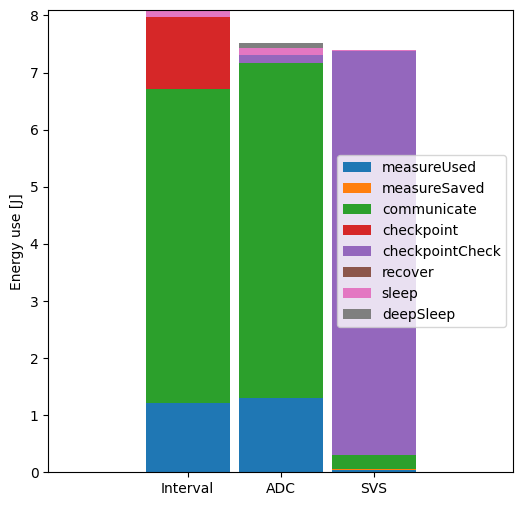 8
7
6
5
4
3
2
1
0
Energy use [J]
measureUsed
measureSaved
communicate
checkpoint
checkpointCheck
recover
sleep
deepSleep
Interval ADC SVS